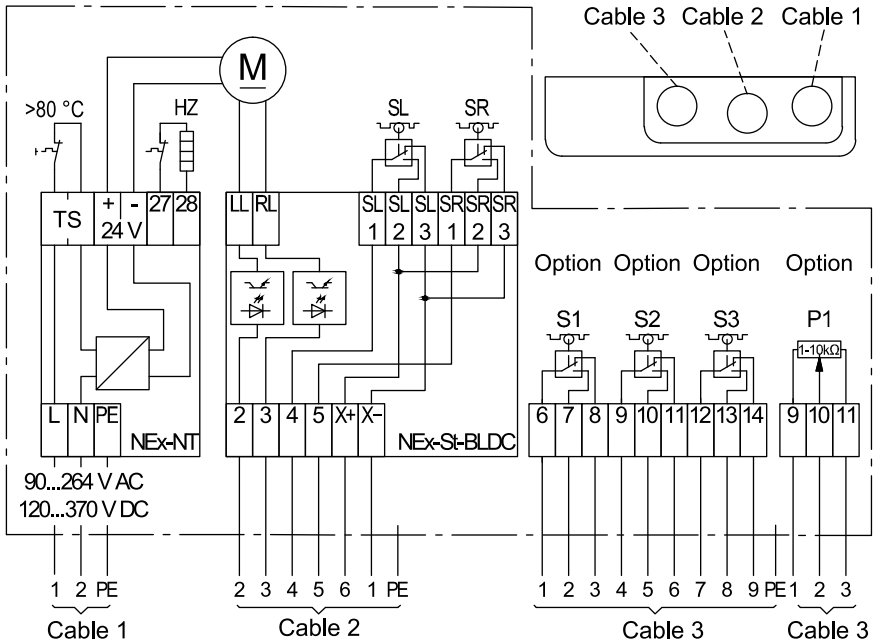 Cable 3 Cable 2 Cable 1
M
>80 °C HZ SL SR
TS + 24 - V 27 28
LL RL SL 1 SL 2 SL 3 SR 1 SR 2 SR 3
Option Option Option Option
S1 S2 S3 P1
1-10kΩ
L N PE NEx-NT
2 3 4 5 X+ X- NEx-St-BLDC
6 7 8 9 10 11 12 13 14 9 10 11
90...264 V AC
120...370 V DC
1 2 PE 2 3 4 5 6 1 PE 1 2 3 4 5 6 7 8 9 PE 1 2 3
Cable 1 Cable 2 Cable 3 Cable 3